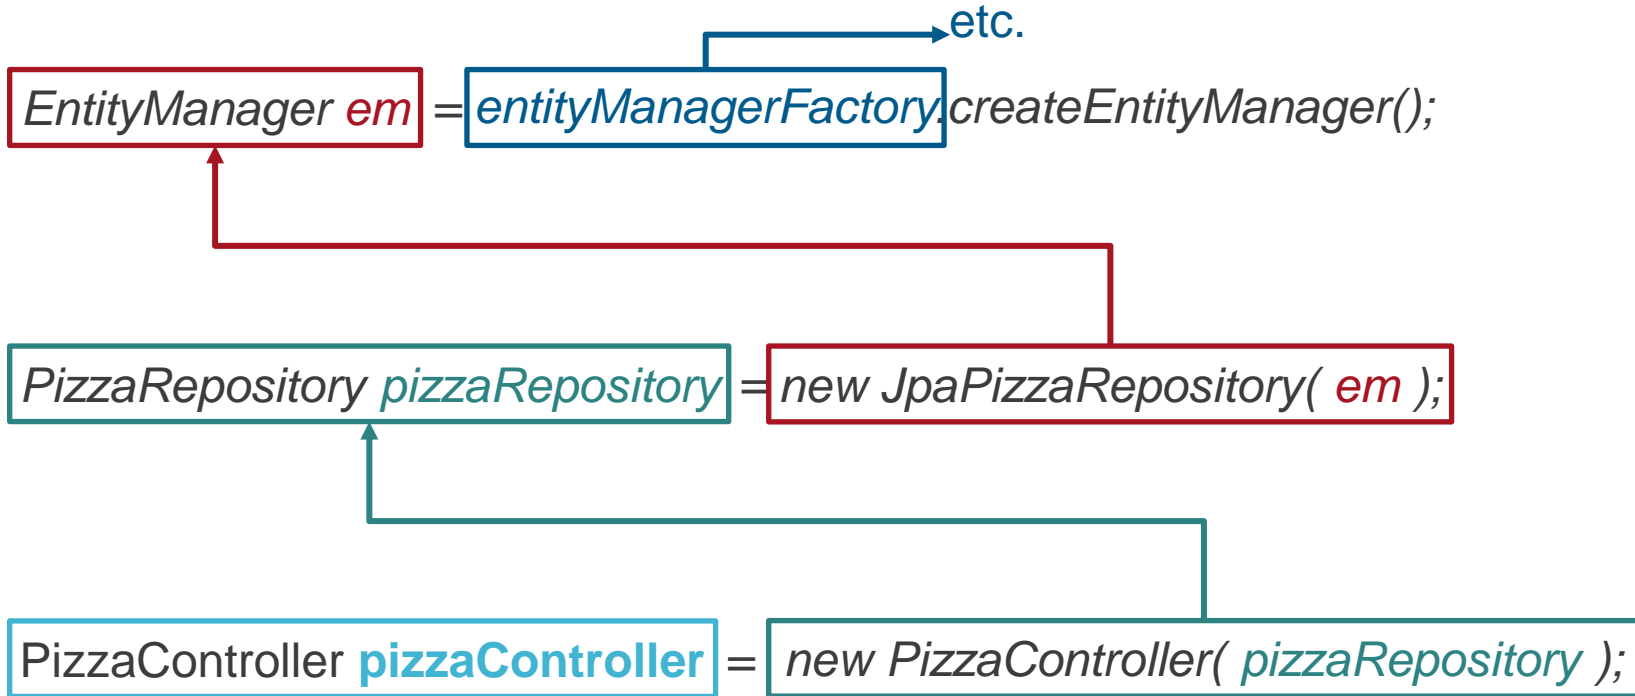 etc.
EntityManager em = entityManagerFactory.createEntityManager();
PizzaRepository pizzaRepository = new JpaPizzaRepository( em );
PizzaController pizzaController = new PizzaController( pizzaRepository );